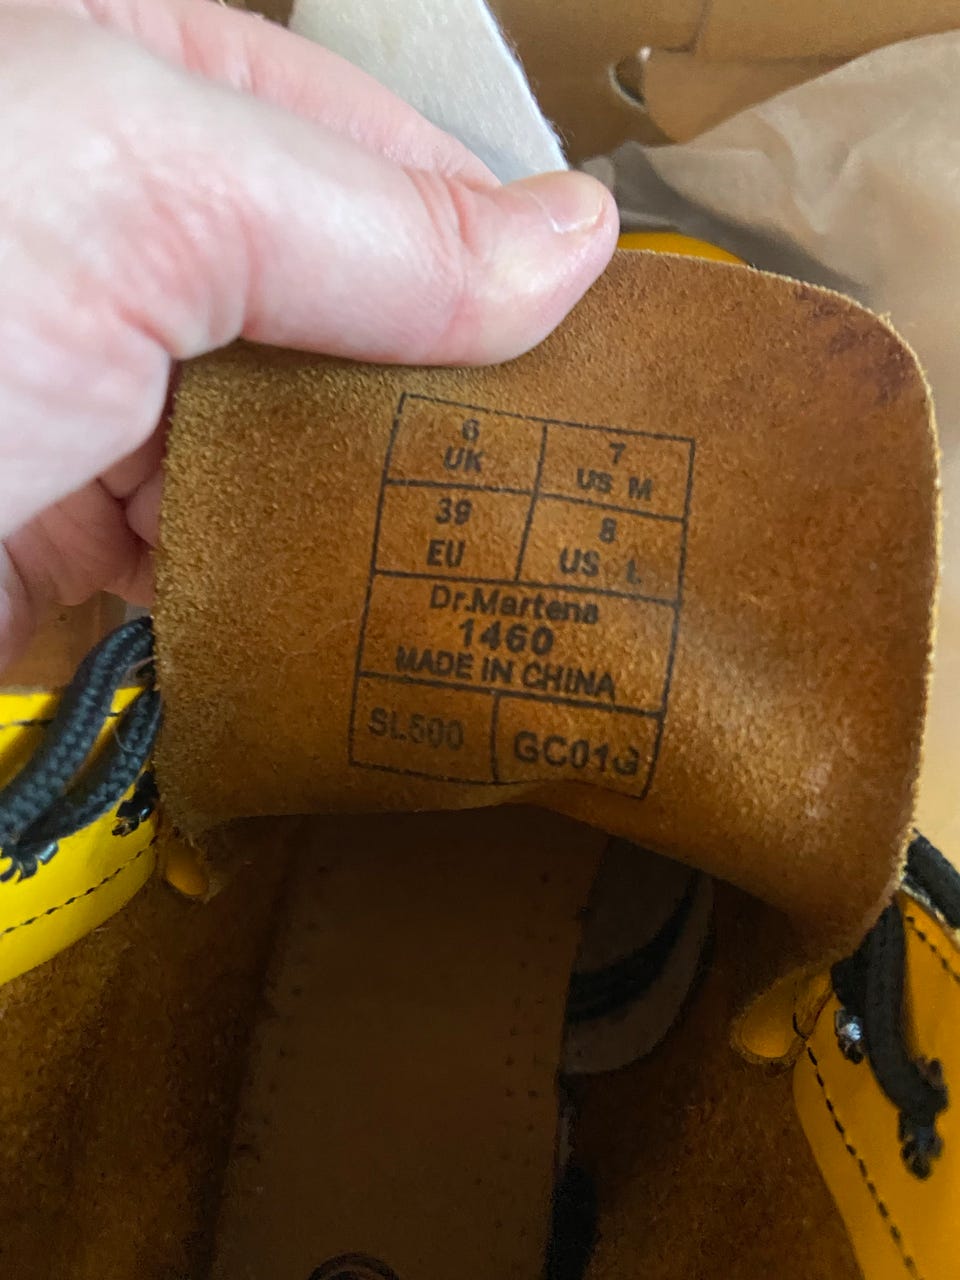 6
UK
7
US M
39
EU
8
US L
Dr.Martens
1460
MADE IN CHINA
SL500
GC01G